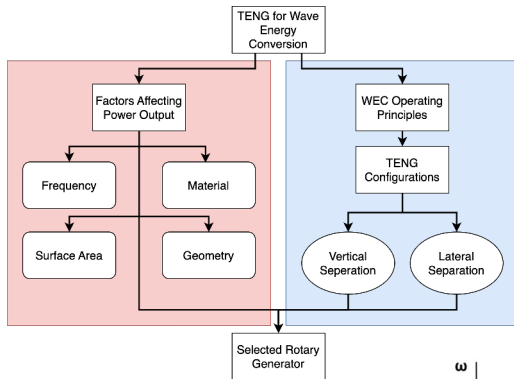 TENG for Wave
Energy
Conversion
Factors Affecting
Power Output
WEC Operating
Principles
Frequency
Material
TENG
Configurations
Surface Area
Geometry
Vertical
Seperation
Lateral
Separation
Selected Rotary
Generator
ω